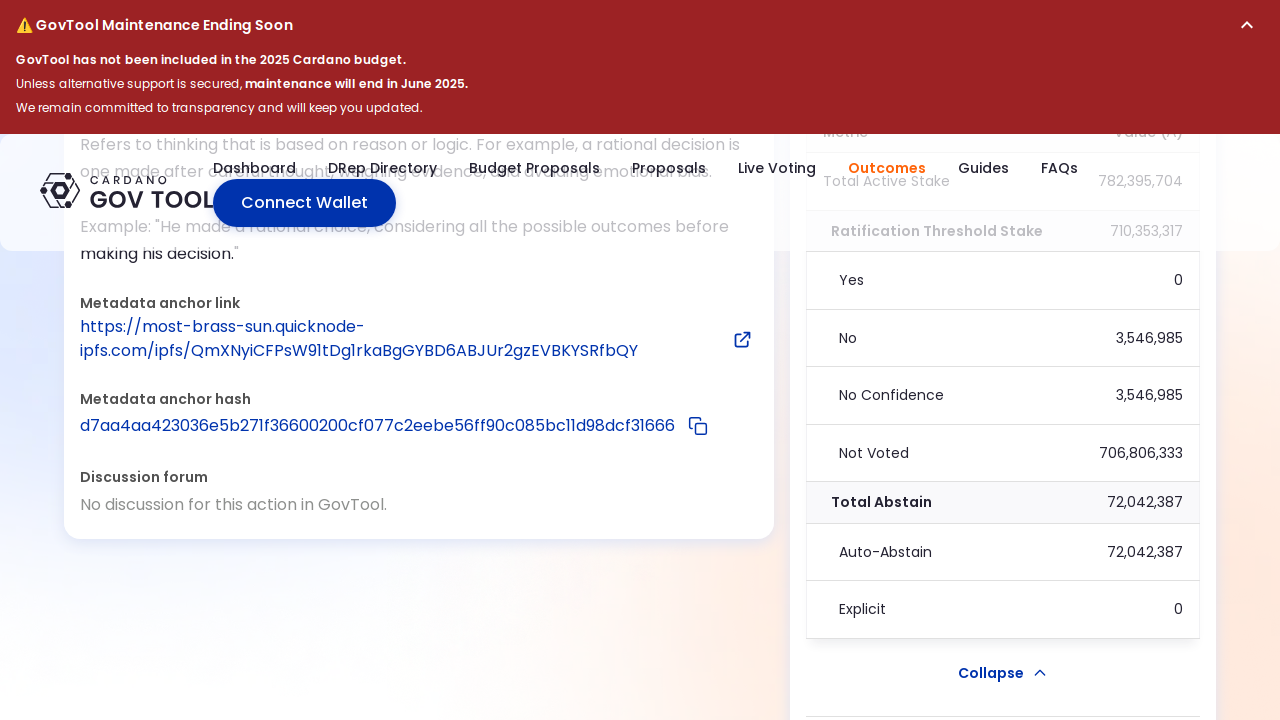 ⚠️ GovTool Maintenance Ending Soon
GovTool has not been included in the 2025 Cardano budget.
Unless alternative support is secured, maintenance will end in June 2025.
We remain committed to transparency and will keep you updated.
Refers to thinking that is based on reason or logic. For example, a rational decision is
one made after careful thought, weighing evidence, and avoiding emotional bias.
Dashboard
DRep Directory
Budget Proposals
Proposals
Live Voting
Outcomes
Guides
FAQs
CARDANO
GOV TOOL
Connect Wallet
Example: "He made a rational choice, considering all the possible outcomes before
making his decision."
Metadata anchor link
https://most-brass-sun.quicknode-
ipfs.com/ipfs/QmXNyiCFPsW91tDg1rkaBgGYBD6ABJUr2gzEVBKYSRfbQY
Metadata anchor hash
d7aa4aa423036e5b271f36600200cf077c2eebe56ff90c085bc11d98dcf31666
Discussion forum
No discussion for this action in GovTool.
Metric Value (₳)
Total Active Stake 782,395,704
Ratification Threshold Stake 710,353,317
Yes 0
No 3,546,985
No Confidence 3,546,985
Not Voted 706,806,333
Total Abstain 72,042,387
Auto-Abstain 72,042,387
Explicit 0
Collapse